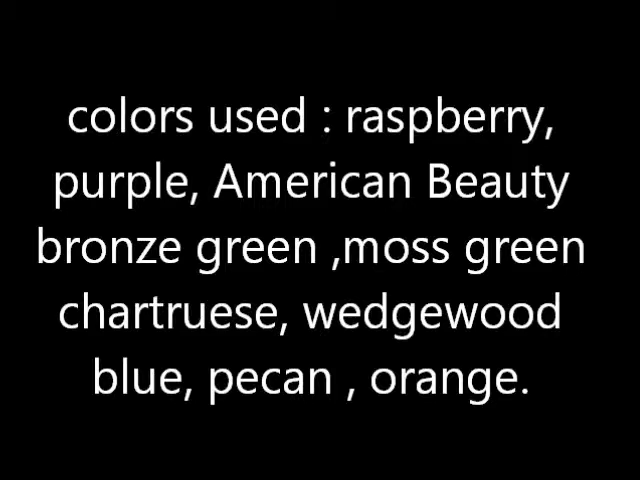 colors used : raspberry,
purple, American Beauty
bronze green ,moss green
chartruese, wedgewood
blue, pecan , orange.